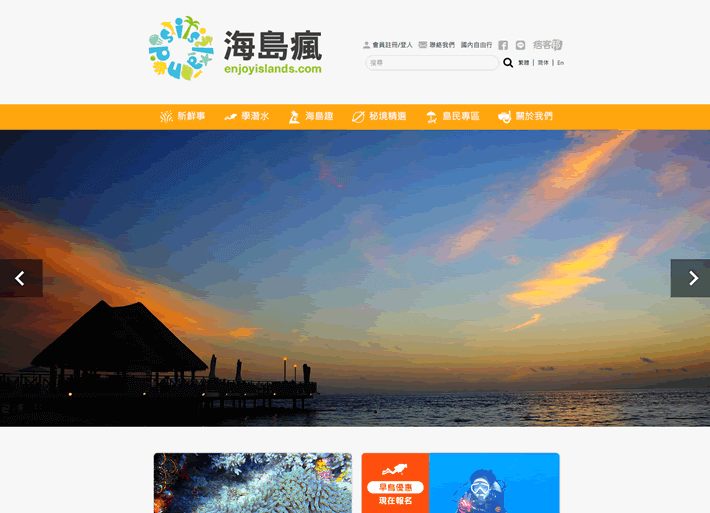 itsislands
海島瘋
enjoyislands.com
會員註冊/登入 聯絡我們 國內自由行 痞客邦
搜尋 繁體 | 简体 | En
新鮮事 學潛水 海島趣 秘境精選 島民專區 關於我們
早鳥優惠
現在報名